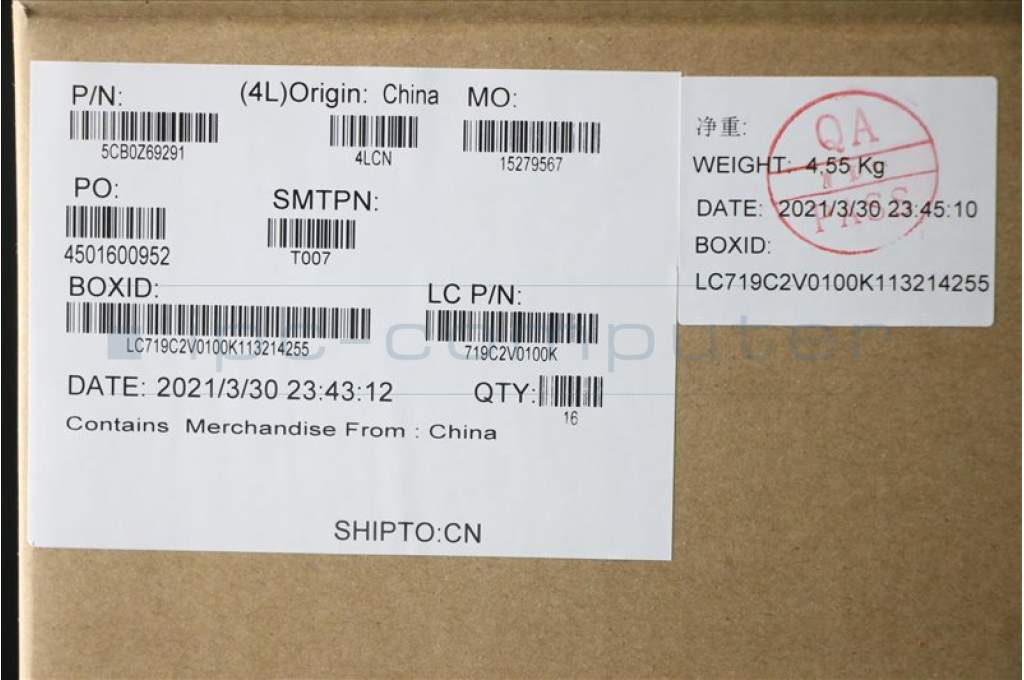 P/N: (4L)Origin: China MO:
5CB0Z69291 4LCN 15279567
PO: SMTPN:
4501600952 T007
BOXID: LC P/N:
LC719C2V0100K113214255 719C2V0100K
DATE: 2021/3/30 23:43:12 QTY:
16
Contains Merchandise From : China
SHIPTO:CN
净重:
WEIGHT: 4.55 Kg
DATE: 2021/3/30 23:45:10
BOXID:
LC719C2V0100K113214255
QA
PASS
ipc-computer